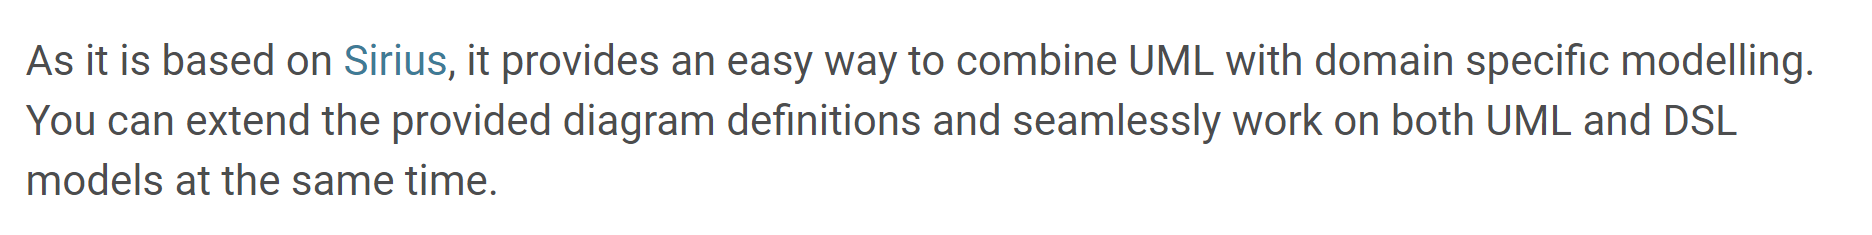 As it is based on Sirius, it provides an easy way to combine UML with domain specific modelling.
You can extend the provided diagram definitions and seamlessly work on both UML and DSL
models at the same time.